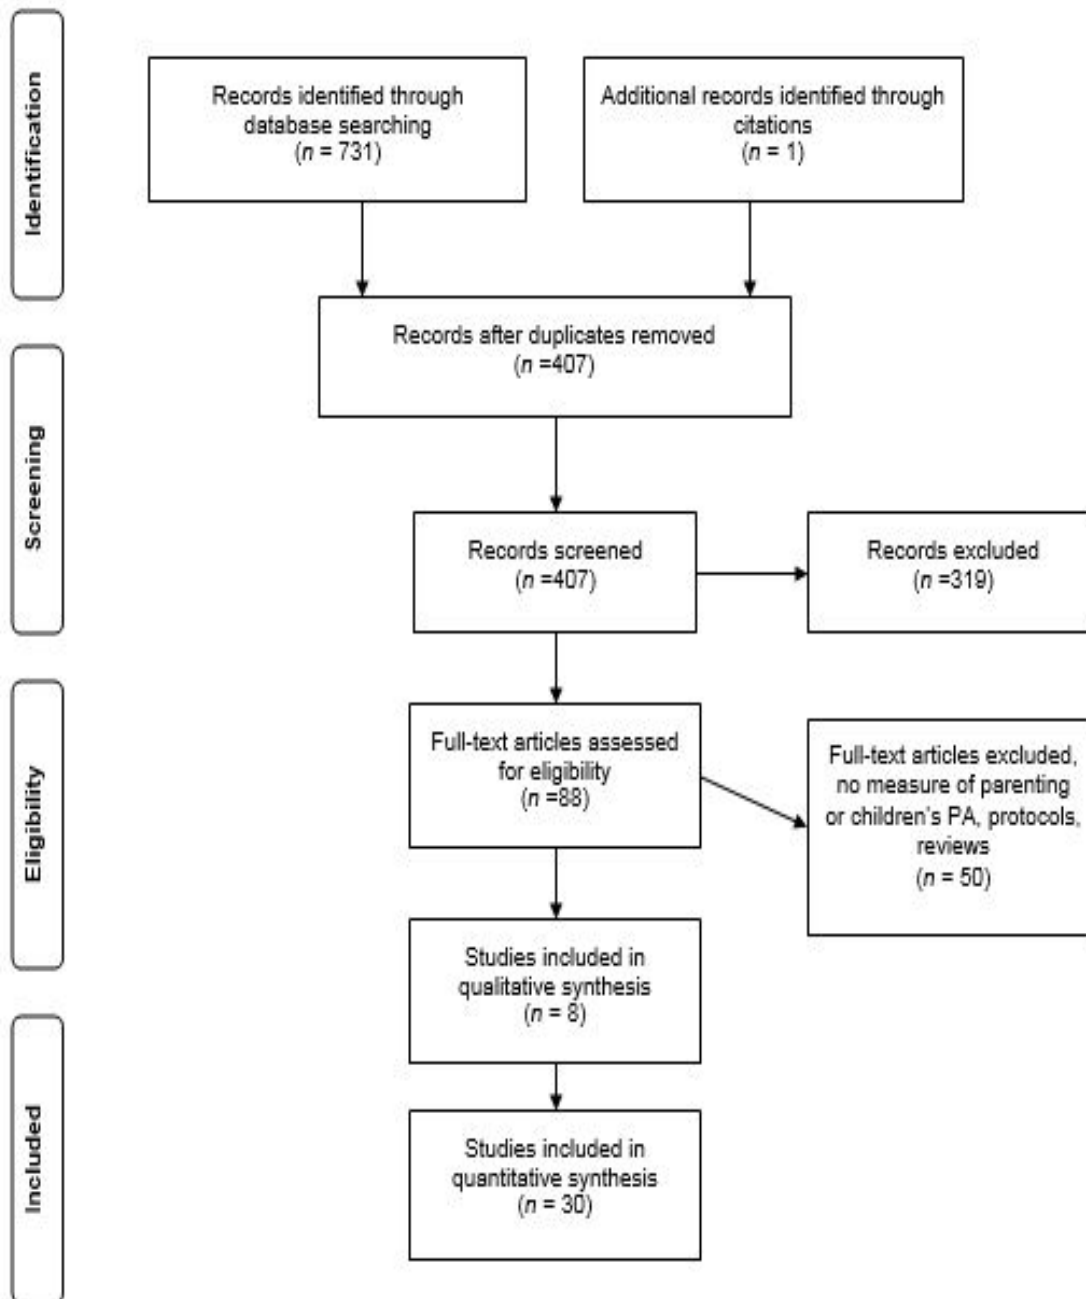 Identification
Records identified through
database searching
(n = 731)
Additional records identified through
citations
(n = 1)
Records after duplicates removed
(n =407)
Screening
Records screened
(n =407)
Records excluded
(n =319)
Eligibility
Full-text articles assessed
for eligibility
(n =88)
Full-text articles excluded,
no measure of parenting
or children's PA, protocols,
reviews
(n = 50)
Studies included in
qualitative synthesis
(n = 8)
Included
Studies included in
quantitative synthesis
(n = 30)